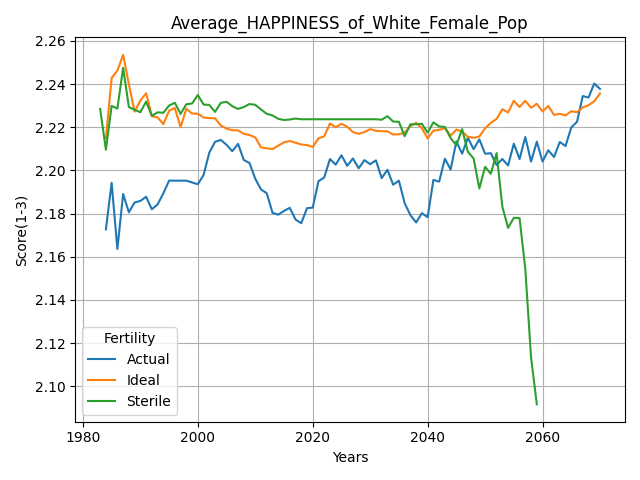 Average_HAPPINESS_of_White_Female_Pop
2.26
2.24
2.22
2.20
2.18
2.16
2.14
2.12
2.10
Score(1-3)
Fertility
Actual
Ideal
Sterile
1980
2000
2020
2040
2060
Years